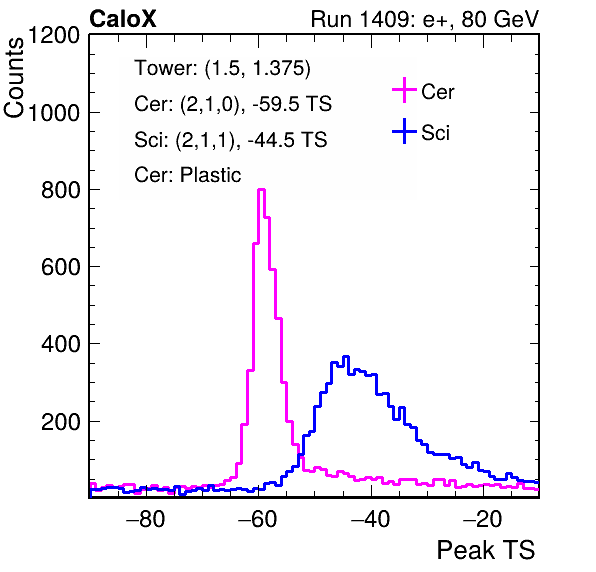 CaloX Run 1409: e+, 80 GeV
Counts
1200
1000
800
600
400
200
Tower: (1.5, 1.375)
Cer: (2,1,0), -59.5 TS
Sci: (2,1,1), -44.5 TS
Cer: Plastic
Cer
Sci
−80 −60 −40 −20
Peak TS